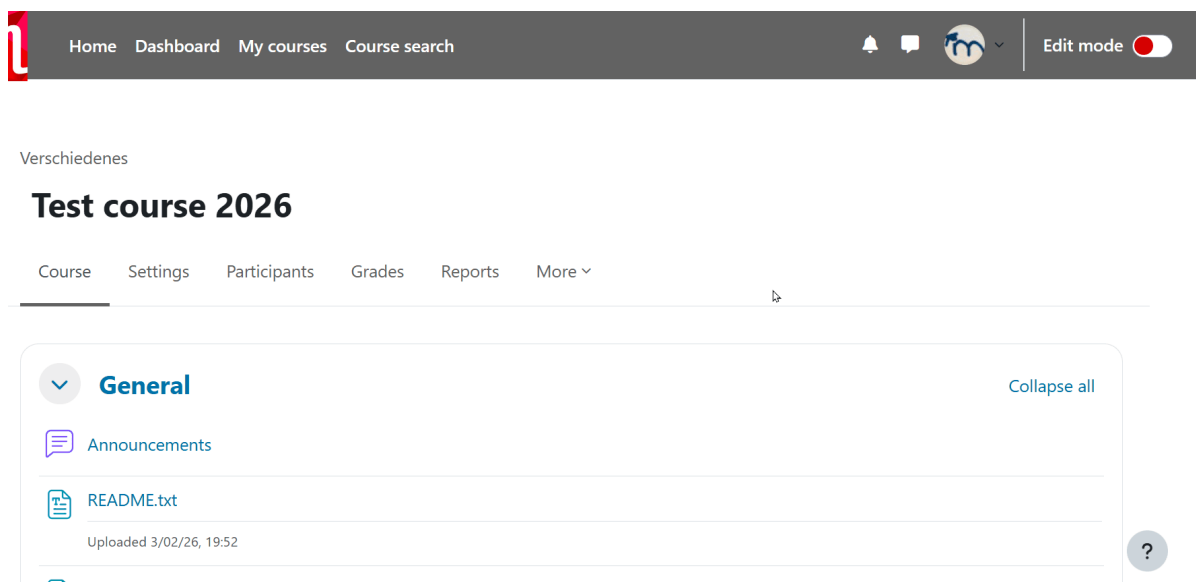 Home Dashboard My courses Course search Edit mode
Verschiedenes
Test course 2026
Course Settings Participants Grades Reports More
General Collapse all
Announcements
README.txt
Uploaded 3/02/26, 19:52
?